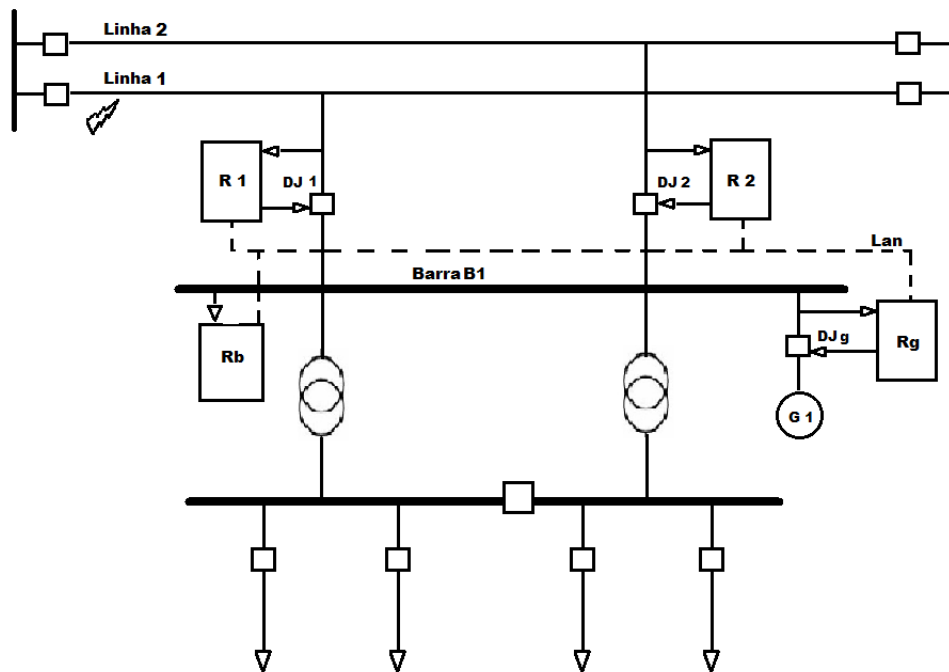 Linha 2
Linha 1
R 1
DJ 1
DJ 2
R 2
Lan
Barra B1
Rb
DJ g
Rg
G 1